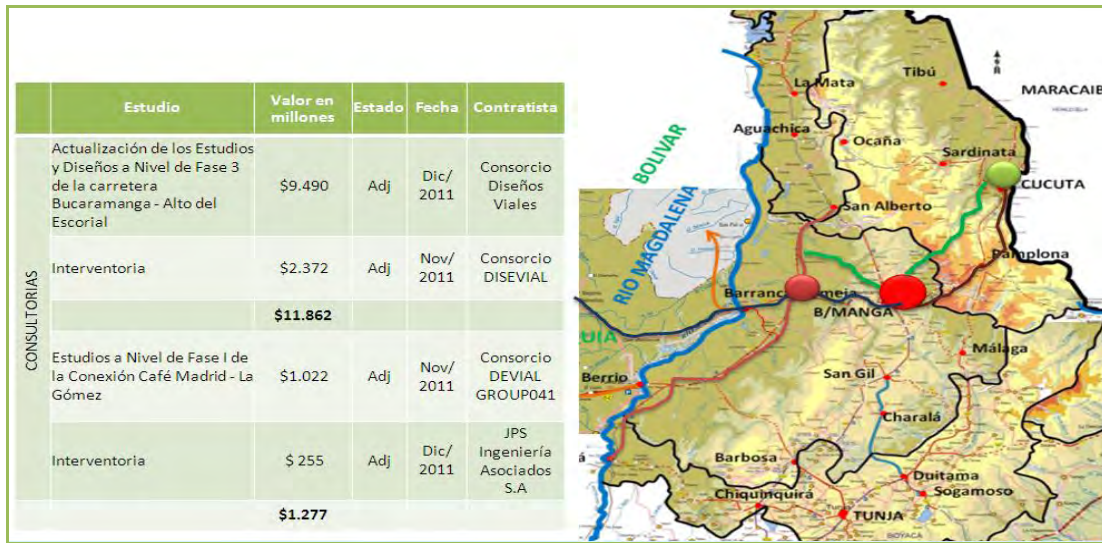 Estudio
Valor en
millones
Estado
Fecha
Contratista
CONSULTORIAS
Actualización de los Estudios
y Diseños a Nivel de Fase 3
de la carretera
Bucaramanga - Alto del
Escorial
$9.490
Adj
Dic/
2011
Consorcio
Diseños
Viales
Interventoria
$2.372
Adj
Nov/
2011
Consorcio
DISEVIAL
$11.862
Estudios a Nivel de Fase I de
la Conexión Café Madrid - La
Gómez
$1.022
Adj
Nov/
2011
Consorcio
DEVIAL
GROUP041
Interventoria
$ 255
Adj
Dic/
2011
JPS
Ingeniería
Asociados
S.A
$1.277
La Mata
Tibú
MARACAIB
Aguachica
Ocaña
Sardinata
BOLIVAR
CUCUTA
San Alberto
RIO MAGDALENA
Pamplona
Barranc meja
B/MANGA
UIA
Málaga
Berrio
San Gil
Charalá
Barbosa
Duitama
Chiquinquirá
Sogamoso
TUNJA
BOYACÁ